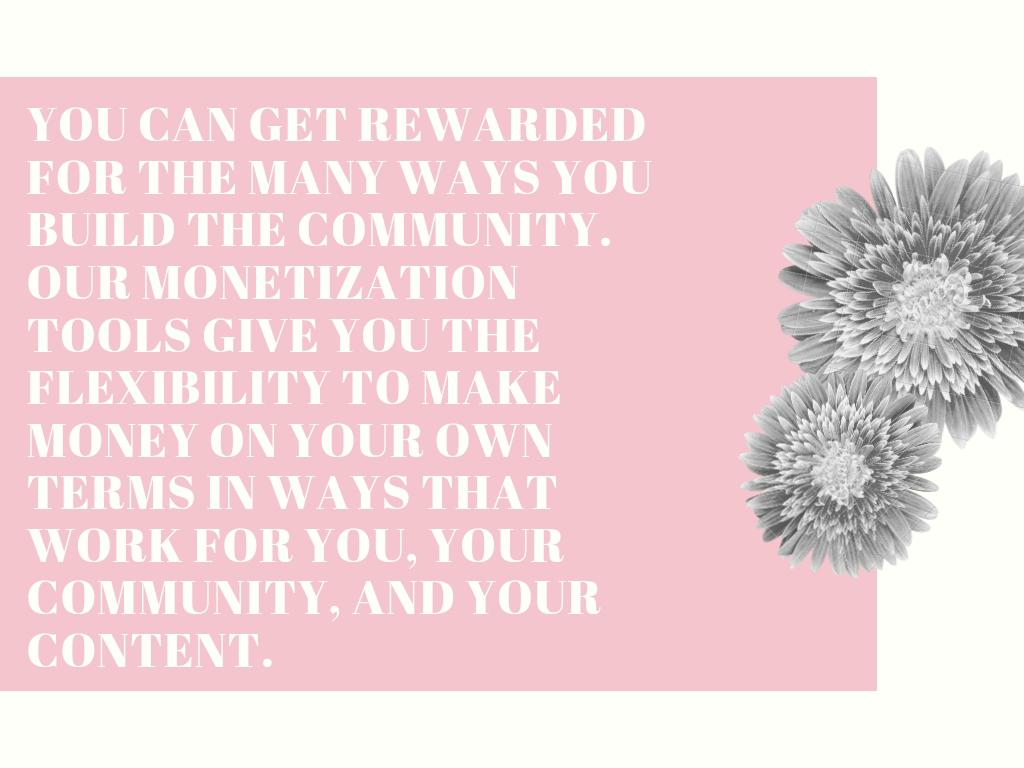 YOU CAN GET REWARDED
FOR THE MANY WAYS YOU
BUILD THE COMMUNITY.
OUR MONETIZATION
TOOLS GIVE YOU THE
FLEXIBILITY TO MAKE
MONEY ON YOUR OWN
TERMS IN WAYS THAT
WORK FOR YOU, YOUR
COMMUNITY, AND YOUR
CONTENT.